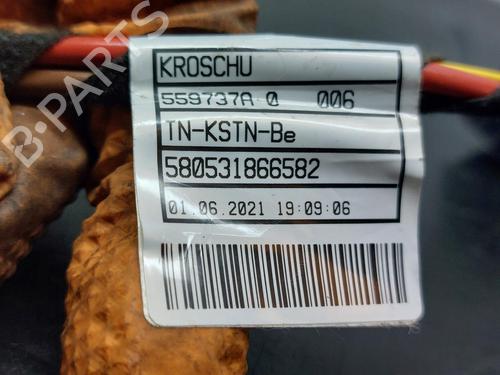 KROSCHU
559737A 0 006
TN-KSTN-Be
580531866582
01.06.2021 19:09:06
B-PARTS